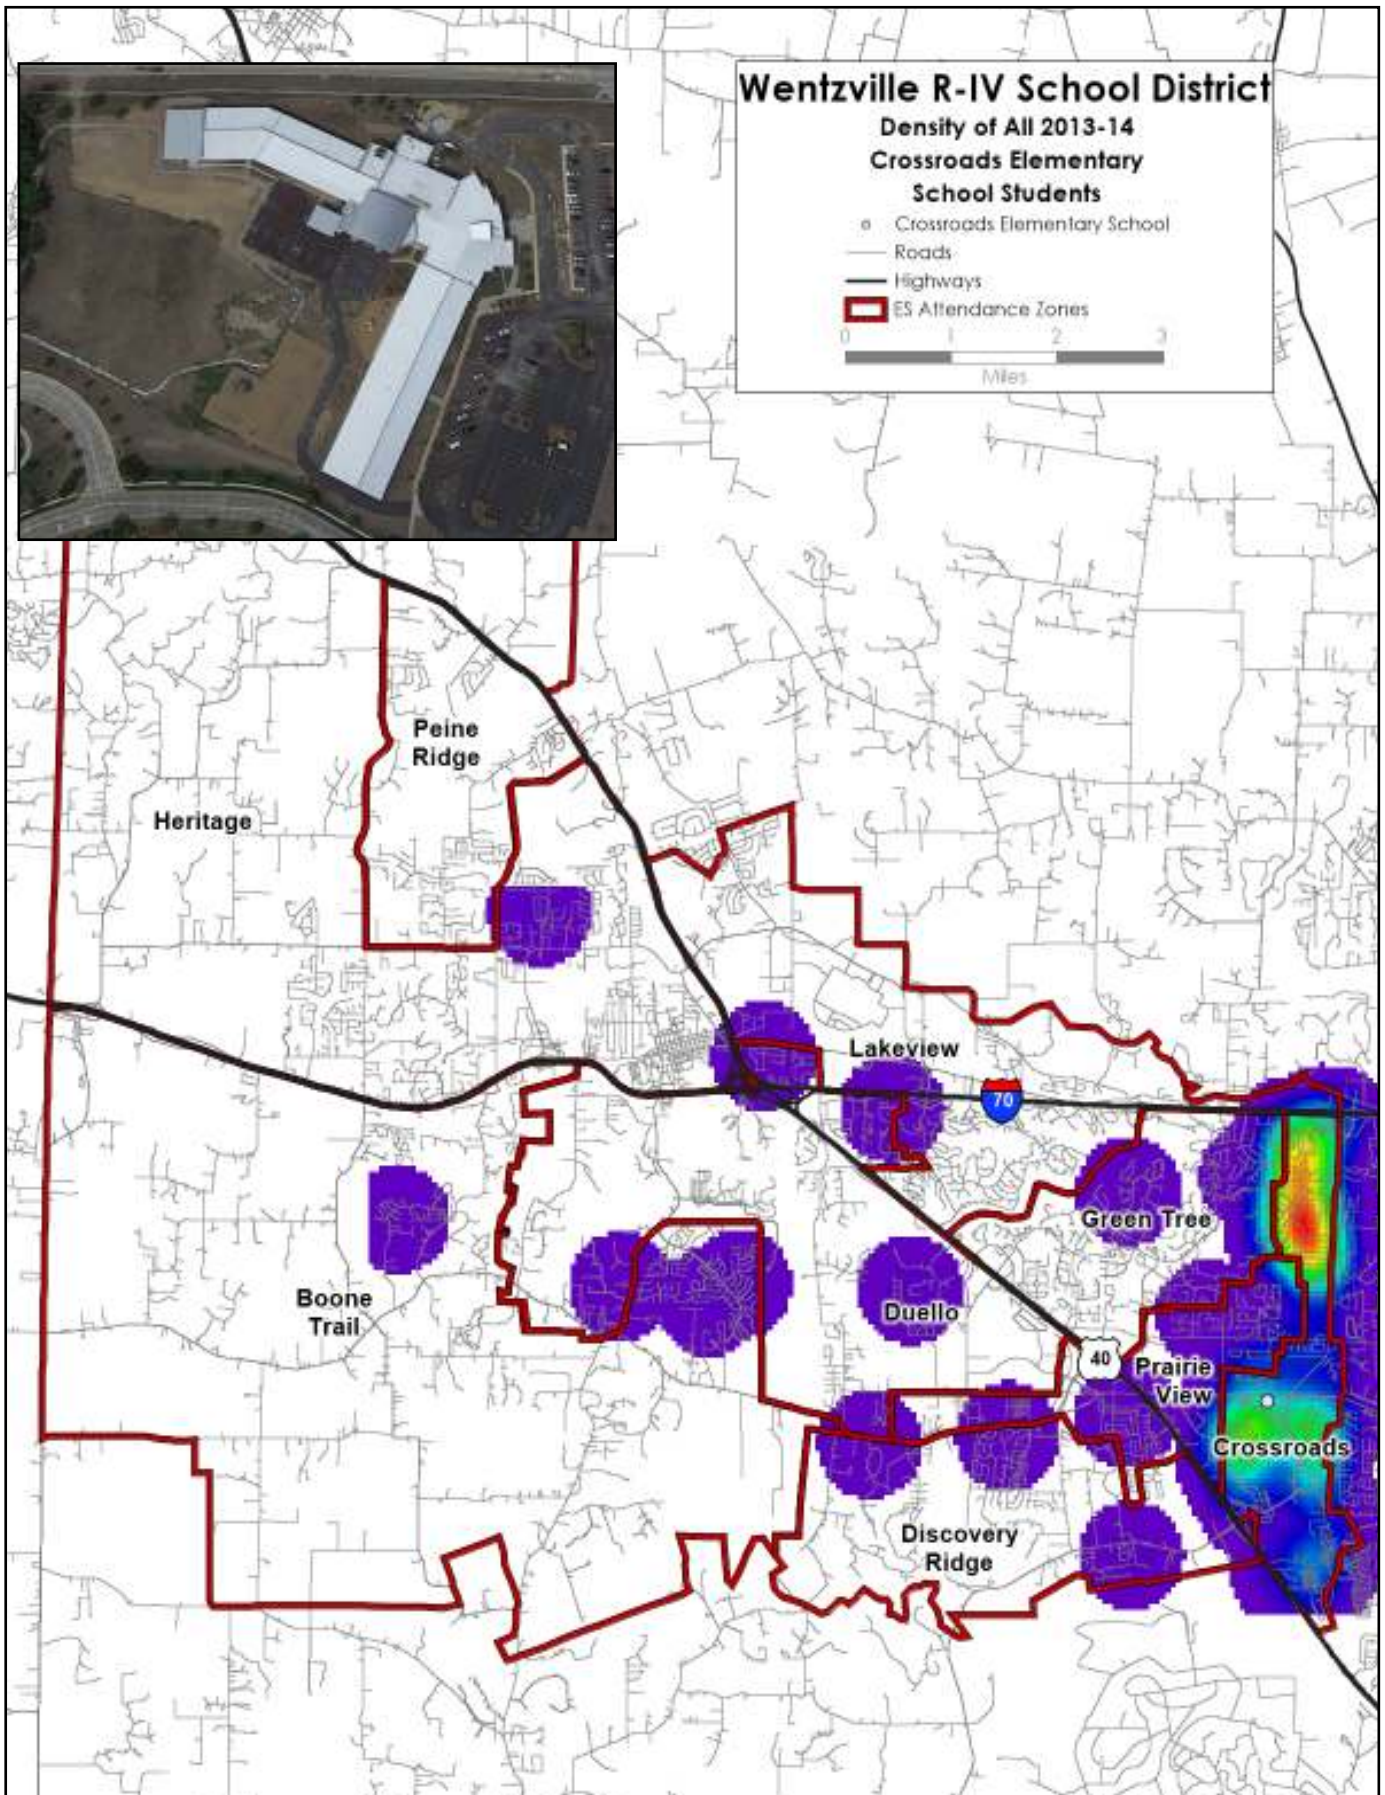 Wentzville R-IV School District
Density of All 2013-14
Crossroads Elementary
School Students
Crossroads Elementary School
Roads
Highways
ES Attendance Zones
0 1 2 3
Miles
Peine
Ridge
Heritage
Lakeview
70
Green Tree
Boone
Trail
Duello
40
Prairie
View
Crossroads
Discovery
Ridge